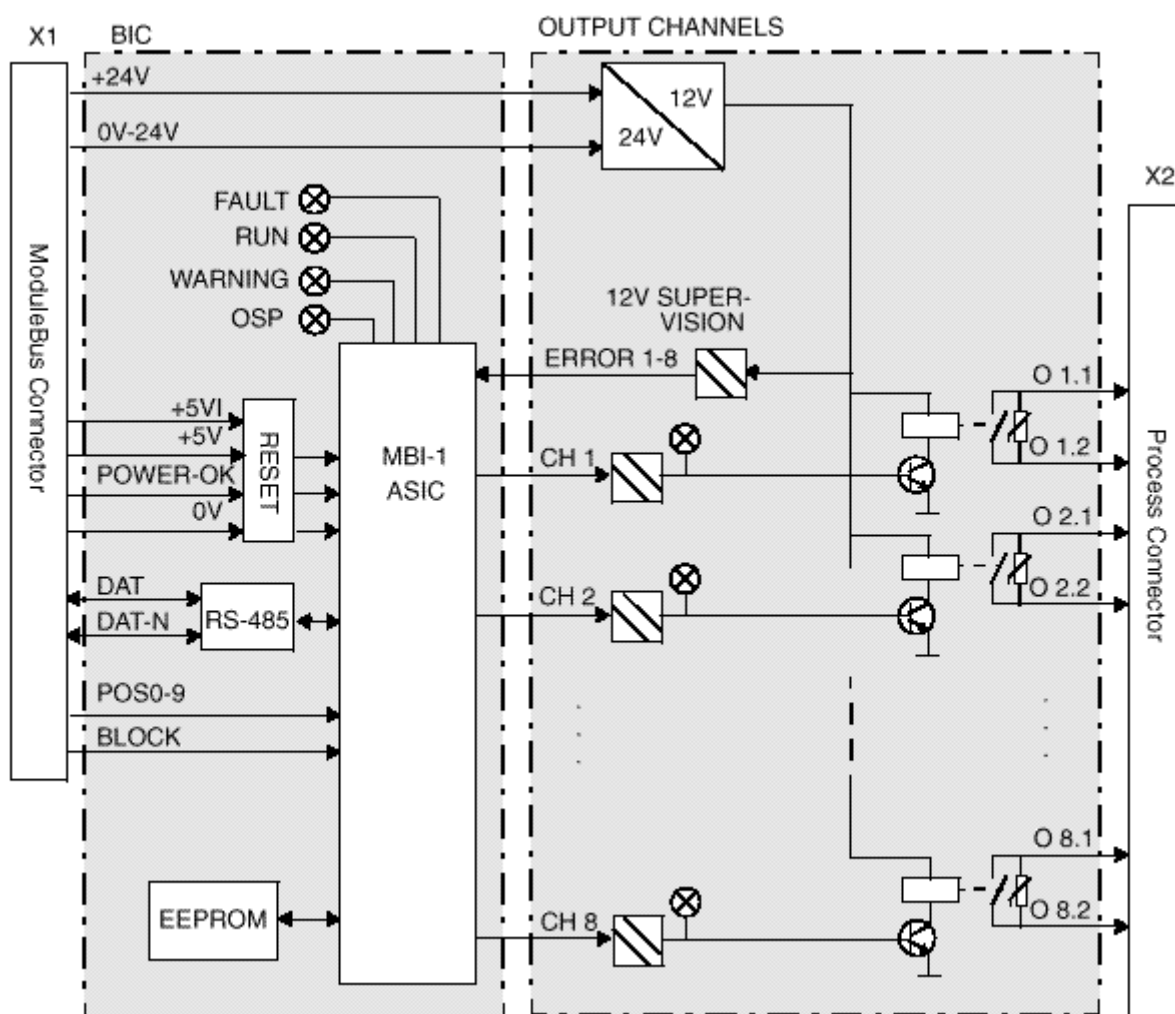 X1
BIC
OUTPUT CHANNELS
+24V
0V-24V
12V
24V
X2
FAULT
RUN
WARNING
OSP
12V SUPER-
VISION
ERROR 1-8
ModuleBus Connector
+5VI
+5V
POWER-OK
0V
RESET
MBI-1
ASIC
CH 1
O 1.1
O 1.2
Process Connector
DAT
DAT-N
RS-485
CH 2
O 2.1
O 2.2
POS0-9
BLOCK
EEPROM
CH 8
O 8.1
O 8.2